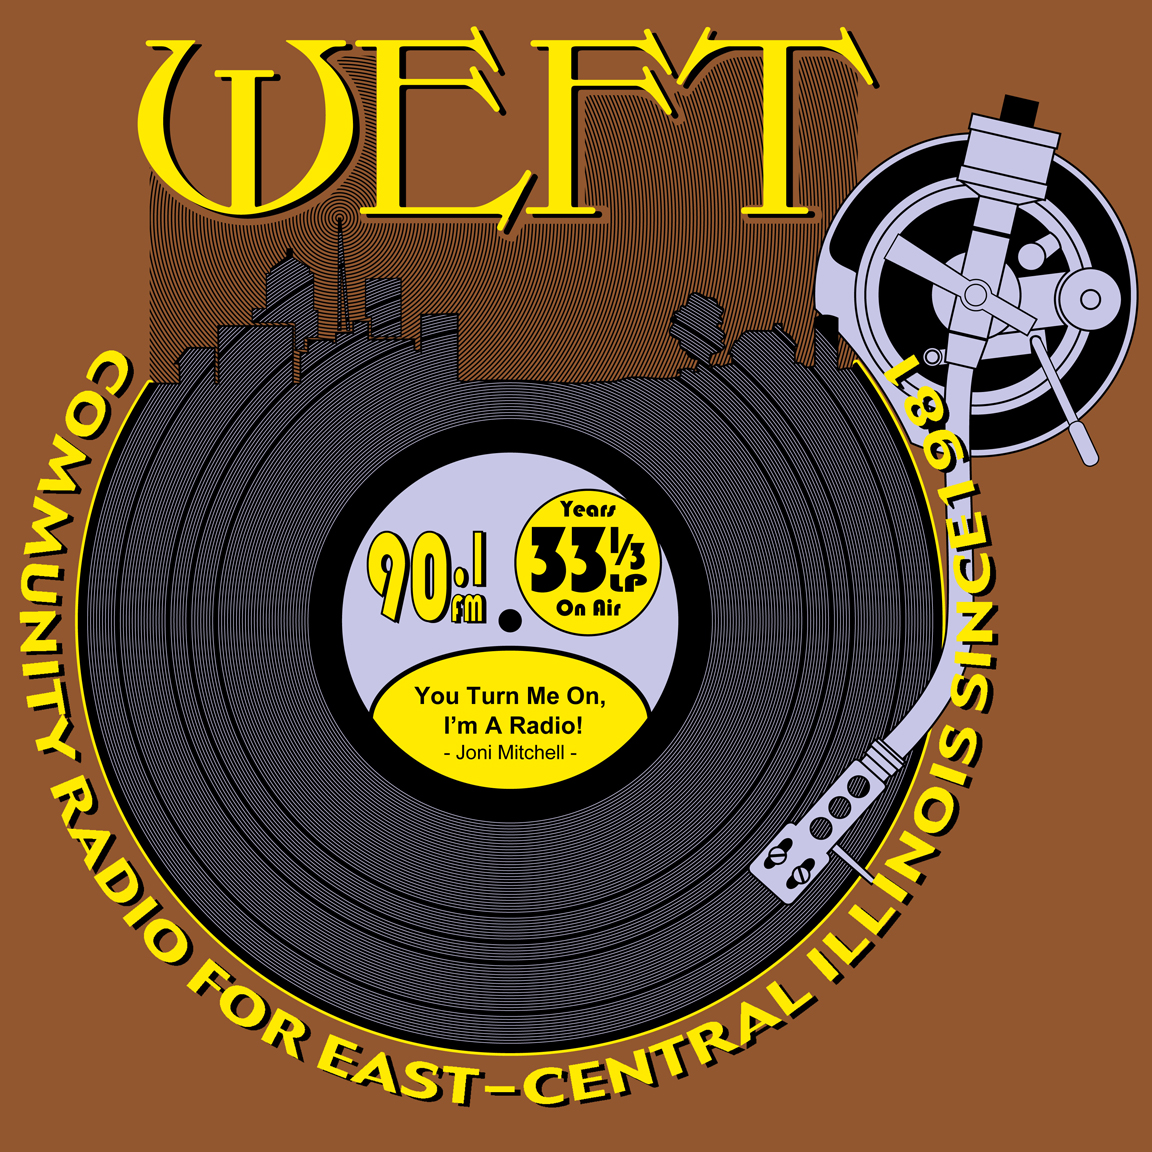 WEFT
90.1
FM
Years
33 1/3
LP
On Air
You Turn Me On,
I'm A Radio!
- Joni Mitchell -
COMMUNITY RADIO FOR EAST-CENTRAL ILLINOIS SINCE 1981